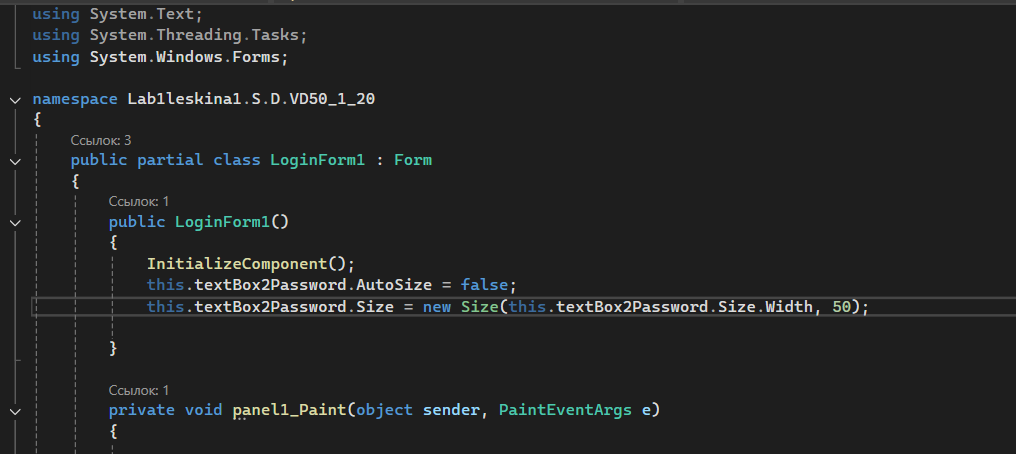 using System.Text;
using System.Threading.Tasks;
using System.Windows.Forms;
namespace Lab1leskina1.S.D.VD50_1_20
{
Ссылок: 3
public partial class LoginForm1 : Form
{
Ссылок: 1
public LoginForm1()
{
InitializeComponent();
this.textBox2Password.AutoSize = false;
this.textBox2Password.Size = new Size(this.textBox2Password.Size.Width, 50);
}
Ссылок: 1
private void panel1_Paint(object sender, PaintEventArgs e)
{